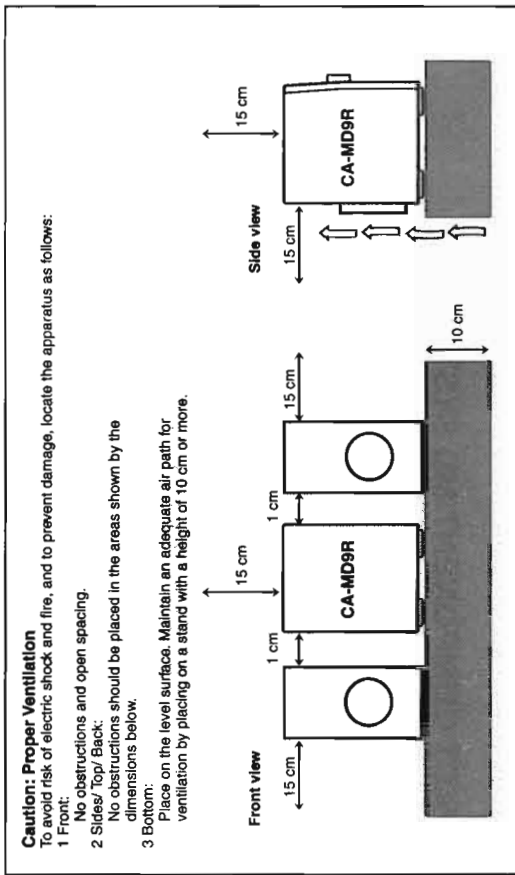 Caution: Proper Ventilation
To avoid risk of electric shock and fire, and to prevent damage, locate the apparatus as follows:
1 Front:
No obstructions and open spacing.
2 Sides/ Top/ Back:
No obstructions should be placed in the areas shown by the
dimensions below.
3 Bottom:
Place on the level surface. Maintain an adequate air path for
ventilation by placing on a stand with a height of 10 cm or more.
Front view
15 cm
1 cm
15 cm
CA-MD9R
1 cm
15 cm
10 cm
Side view
15 cm
15 cm
CA-MD9R